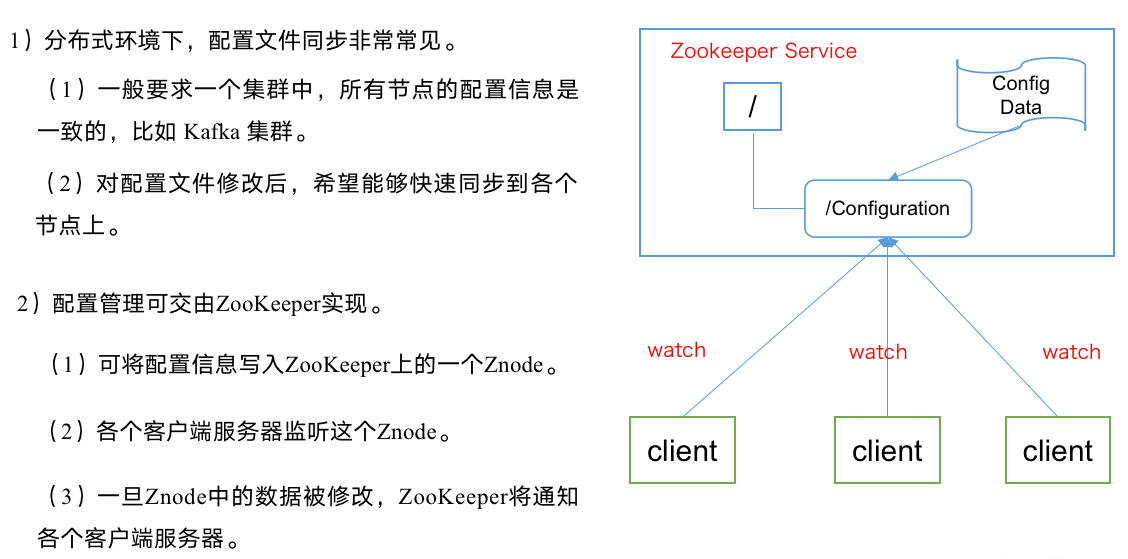 1）分布式环境下，配置文件同步非常常见。
（1）一般要求一个集群中，所有节点的配置信息是
一致的，比如 Kafka 集群。
（2）对配置文件修改后，希望能够快速同步到各个
节点上。
2）配置管理可交由ZooKeeper实现。
（1）可将配置信息写入ZooKeeper上的一个Znode。
（2）各个客户端服务器监听这个Znode。
（3）一旦Znode中的数据被修改，ZooKeeper将通知
各个客户端服务器。
Zookeeper Service
/
Config
Data
/Configuration
watch
watch
watch
client
client
client